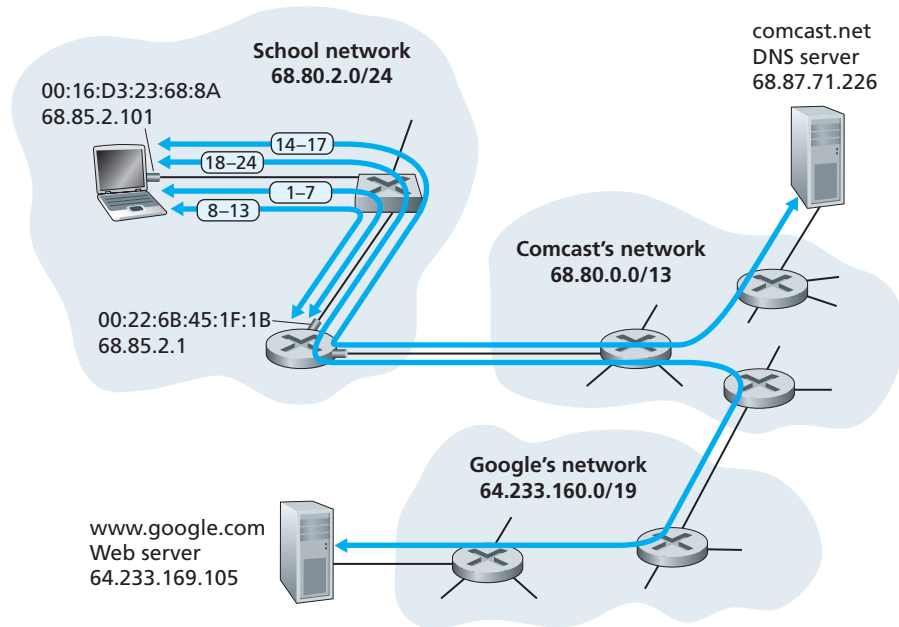 School network
68.80.2.0/24
comcast.net
DNS server
68.87.71.226
00:16:D3:23:68:8A
68.85.2.101
14–17
18–24
1–7
8–13
Comcast's network
68.80.0.0/13
00:22:6B:45:1F:1B
68.85.2.1
Google's network
64.233.160.0/19
www.google.com
Web server
64.233.169.105